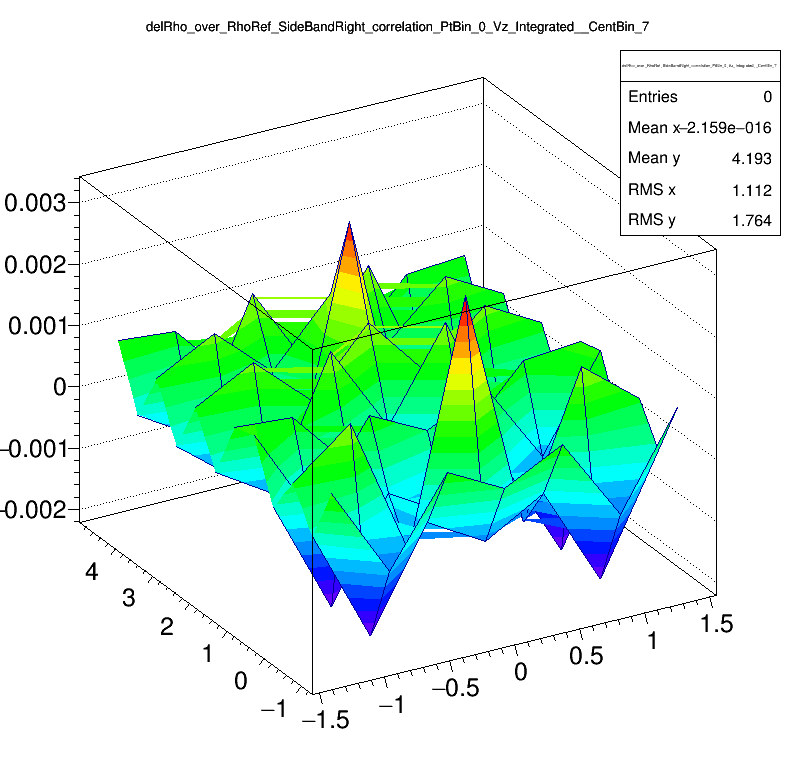 delRho_over_RhoRef_SideBandRight_correlation_PtBin_0_Vz_Integrated__CentBin_7
delRho_over_RhoRef_SideBandRight_correlation_PtBin_0_Vz_Integrated__CentBin_7
Entries 0
Mean x−2.159e−016
Mean y 4.193
RMS x 1.112
RMS y 1.764
0.003
0.002
0.001
0
−0.001
−0.002
4
3
2
1
0
−1
−1.5
−1
−0.5
0
0.5
1
1.5